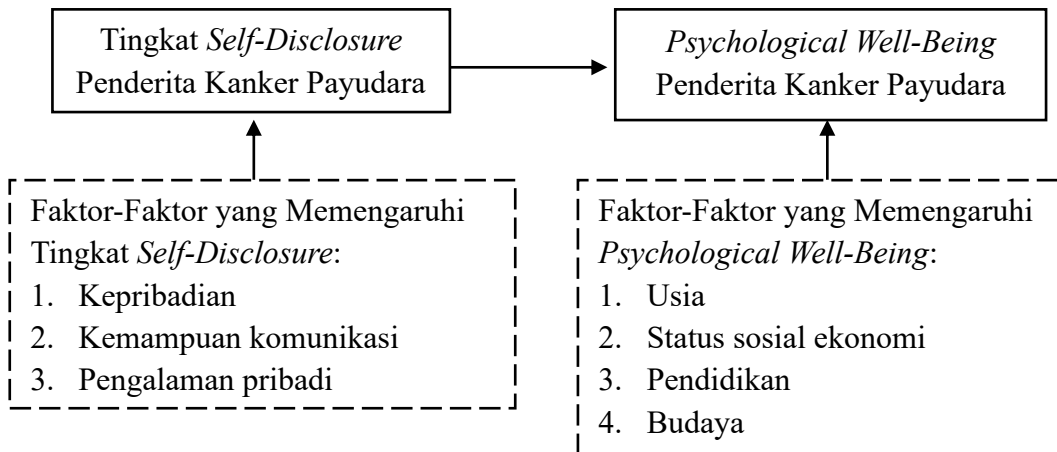 Tingkat Self-Disclosure
Penderita Kanker Payudara
Psychological Well-Being
Penderita Kanker Payudara
Faktor-Faktor yang Memengaruhi
Tingkat Self-Disclosure:
1. Kepribadian
2. Kemampuan komunikasi
3. Pengalaman pribadi
Faktor-Faktor yang Memengaruhi
Psychological Well-Being:
1. Usia
2. Status sosial ekonomi
3. Pendidikan
4. Budaya